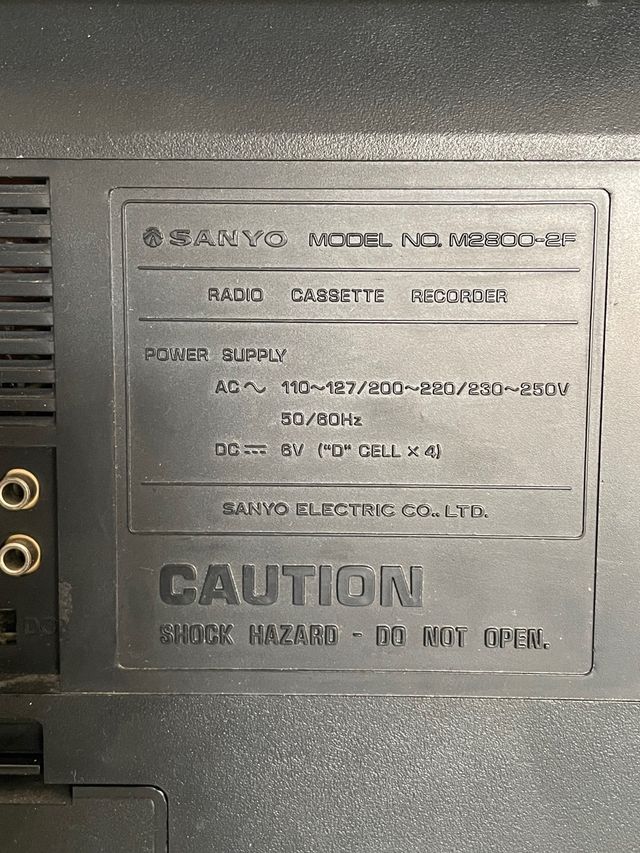 SANYO MODEL NO. M2800-2F
RADIO CASSETTE RECORDER
POWER SUPPLY
AC ∿ 110~127/200~220/230~250V
50/60Hz
DC ⎓ 6V ("D" CELL × 4)
SANYO ELECTRIC CO., LTD.
CAUTION
SHOCK HAZARD - DO NOT OPEN.
DC